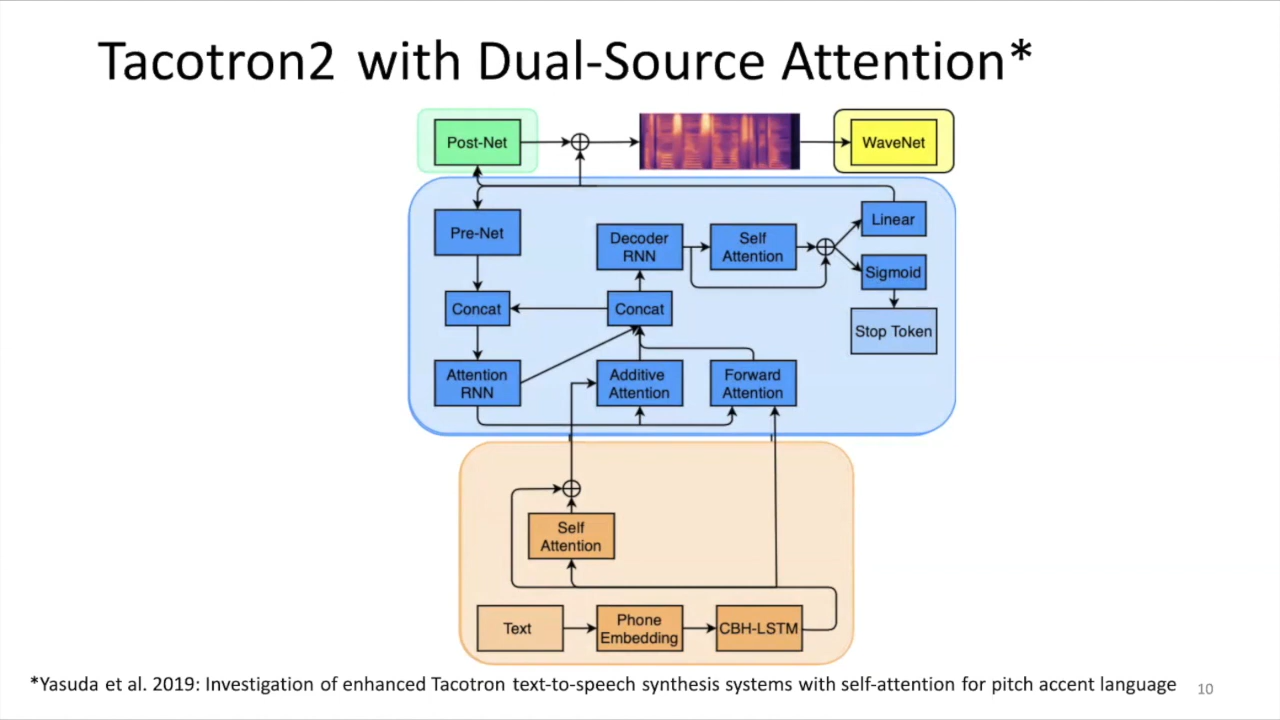 Tacotron2 with Dual-Source Attention*
Post-Net
WaveNet
Pre-Net
Decoder
RNN
Self
Attention
Linear
Sigmoid
Concat
Concat
Stop Token
Attention
RNN
Additive
Attention
Forward
Attention
Self
Attention
Text
Phone
Embedding
CBH-LSTM
*Yasuda et al. 2019: Investigation of enhanced Tacotron text-to-speech synthesis systems with self-attention for pitch accent language
10